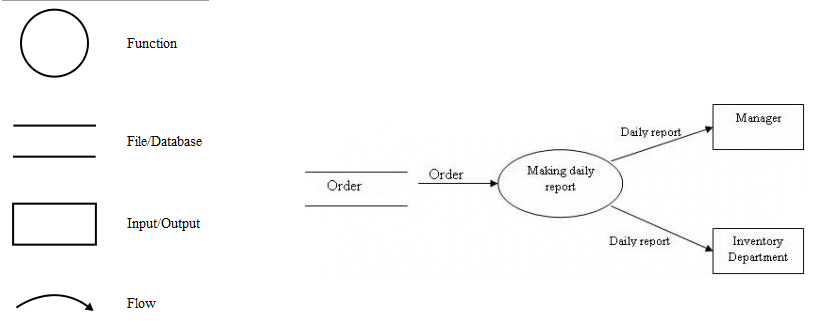 Function
File/Database
Input/Output
Flow
Order
Order
Making daily
report
Daily report
Manager
Daily report
Inventory
Department